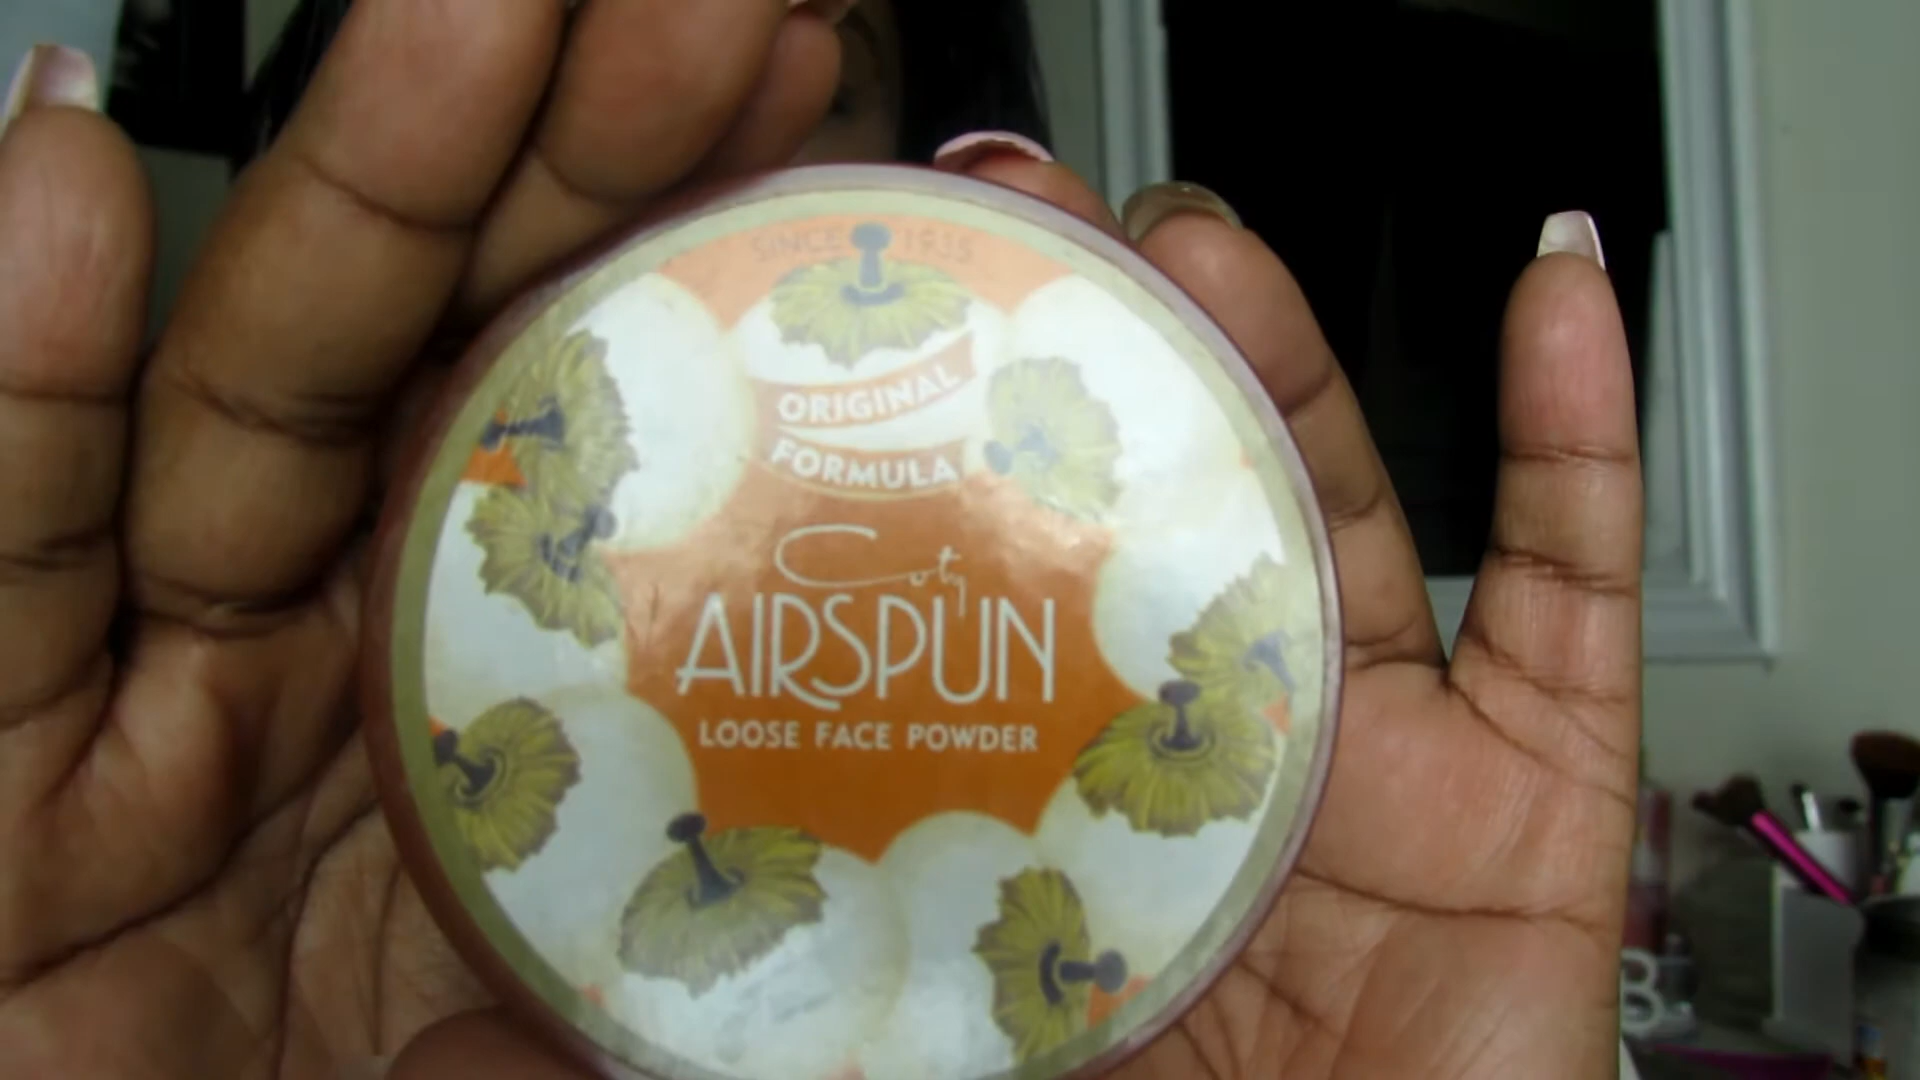 SINCE 1935
ORIGINAL
FORMULA
Coty
AIRSPUN
LOOSE FACE POWDER
B